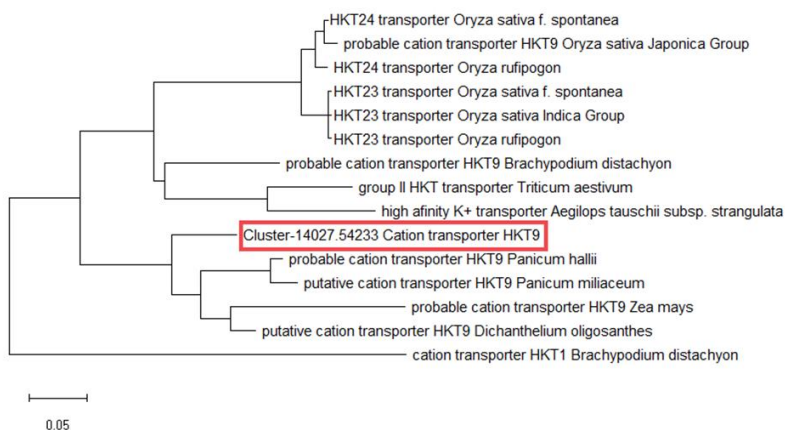 HKT24 transporter Oryza sativa f. spontanea
probable cation transporter HKT9 Oryza sativa Japonica Group
HKT24 transporter Oryza rufipogon
HKT23 transporter Oryza sativa f. spontanea
HKT23 transporter Oryza sativa Indica Group
HKT23 transporter Oryza rufipogon
probable cation transporter HKT9 Brachypodium distachyon
group II HKT transporter Triticum aestivum
high afinity K+ transporter Aegilops tauschii subsp. strangulata
Cluster-14027.54233 Cation transporter HKT9
probable cation transporter HKT9 Panicum hallii
putative cation transporter HKT9 Panicum miliaceum
probable cation transporter HKT9 Zea mays
putative cation transporter HKT9 Dichanthelium oligosanthes
cation transporter HKT1 Brachypodium distachyon
0.05